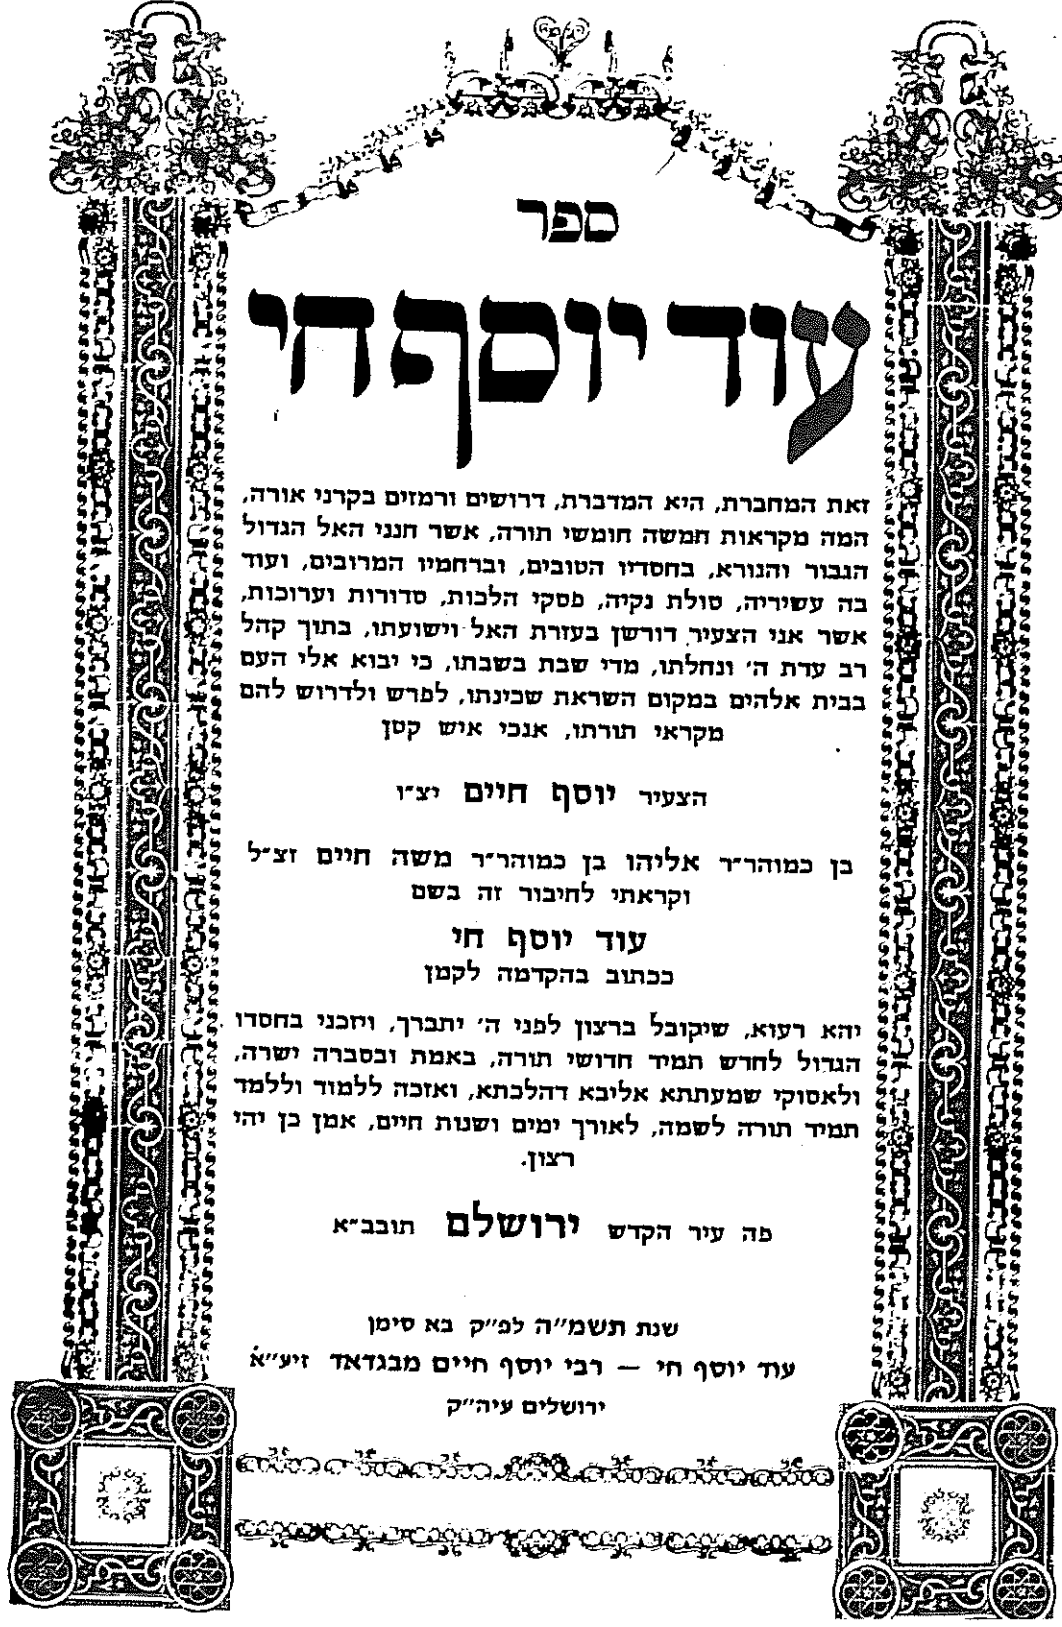 ספר
עוד יוסף חי
זאת המחברת, היא המדברת, דרושים ורמזים בקרני אורה,
המה מקראות חמשה חומשי תורה, אשר חנני האל הגדול
הגבור והנורא, בחסדיו הטובים, וברחמיו המרובים, ועוד
בה עשיריה, סולת נקיה, פסקי הלכות, סדורות וערוכות,
אשר אני הצעיר דורשן בעזרת האל וישועתו, בתוך קהל
רב עדת ה׳ ונחלתו, מדי שבת בשבתו, כי יבוא אלי העם
בבית אלהים במקום השראת שכינתו, לפרש ולדרוש להם
מקראי תורתו, אנכי איש קטן
הצעיר יוסף חיים יצ״ו
בן כמוהר״ר אליהו בן כמוהר״ר משה חיים זצ״ל
וקראתי לחיבור זה בשם
עוד יוסף חי
ככתוב בהקדמה לקמן
יהא רעוא, שיקובל ברצון לפני ה׳ יתברך, ויזכני בחסדו
הגדול לחדש תמיד חדושי תורה, באמת ובסברה ישרה,
ולאסוקי שמעתתא אליבא דהלכתא, ואזכה ללמוד וללמד
תמיד תורה לשמה, לאורך ימים ושנות חיים, אמן כן יהי
רצון.
פה עיר הקדש ירושלם תובב״א
שנת תשמ״ה לפ״ק בא סימן
עוד יוסף חי — רבי יוסף חיים מבגדאד זיע״א
ירושלים עיה״ק